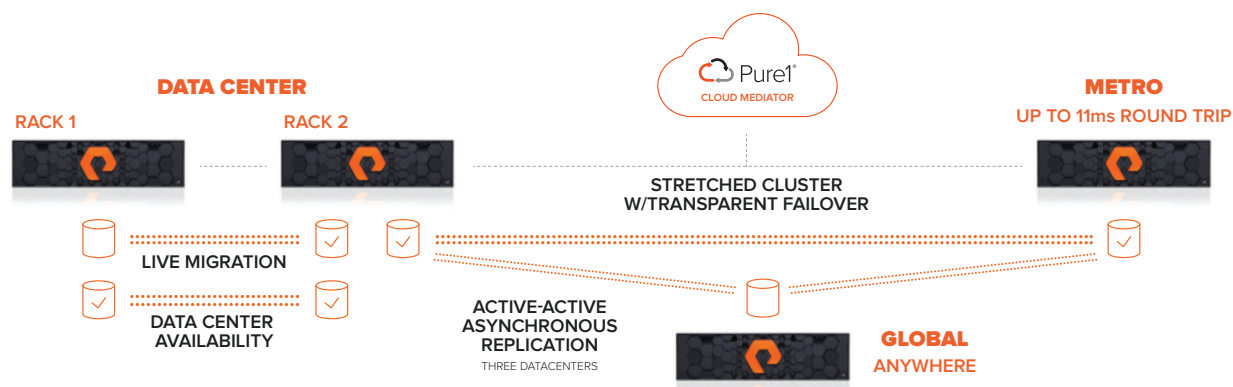 Pure1®
CLOUD MEDIATOR
DATA CENTER
METRO
RACK 1
RACK 2
UP TO 11ms ROUND TRIP
STRETCHED CLUSTER
W/TRANSPARENT FAILOVER
LIVE MIGRATION
DATA CENTER
AVAILABILITY
ACTIVE-ACTIVE
ASYNCHRONOUS
REPLICATION
THREE DATACENTERS
GLOBAL
ANYWHERE